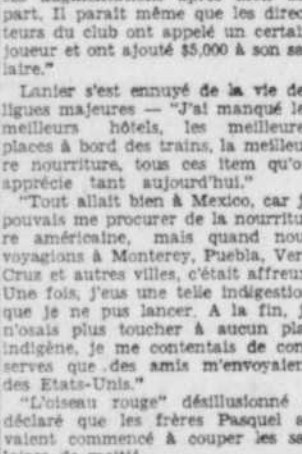 part. Il paraît même que les direc-
teurs du club ont appelé un certai
joueur et ont ajouté $5,000 à son sa
laire."
Lanier s'est ennuyé de la vie de
ligues majeures — "J'ai manqué le
meilleurs hôtels, les meilleure
places à bord des trains, la meilleu
re nourriture, tous ces item qu'o
apprécie tant aujourd'hui."
"Tout allait bien à Mexico, car j
pouvais me procurer de la nourritu
re américaine, mais quand nou
voyagions à Monterey, Puebla, Ver
Cruz et autres villes, c'était affreux
Une fois, j'eus une telle indigestio
que je ne pus lancer. A la fin, j
n'osais plus toucher à aucun pla
indigène, je me contentais de con
serves que des amis m'envoyaien
des Etats-Unis."
"L'oiseau rouge" désillusionné
déclaré que les frères Pasquel a
vaient commencé à couper les sa